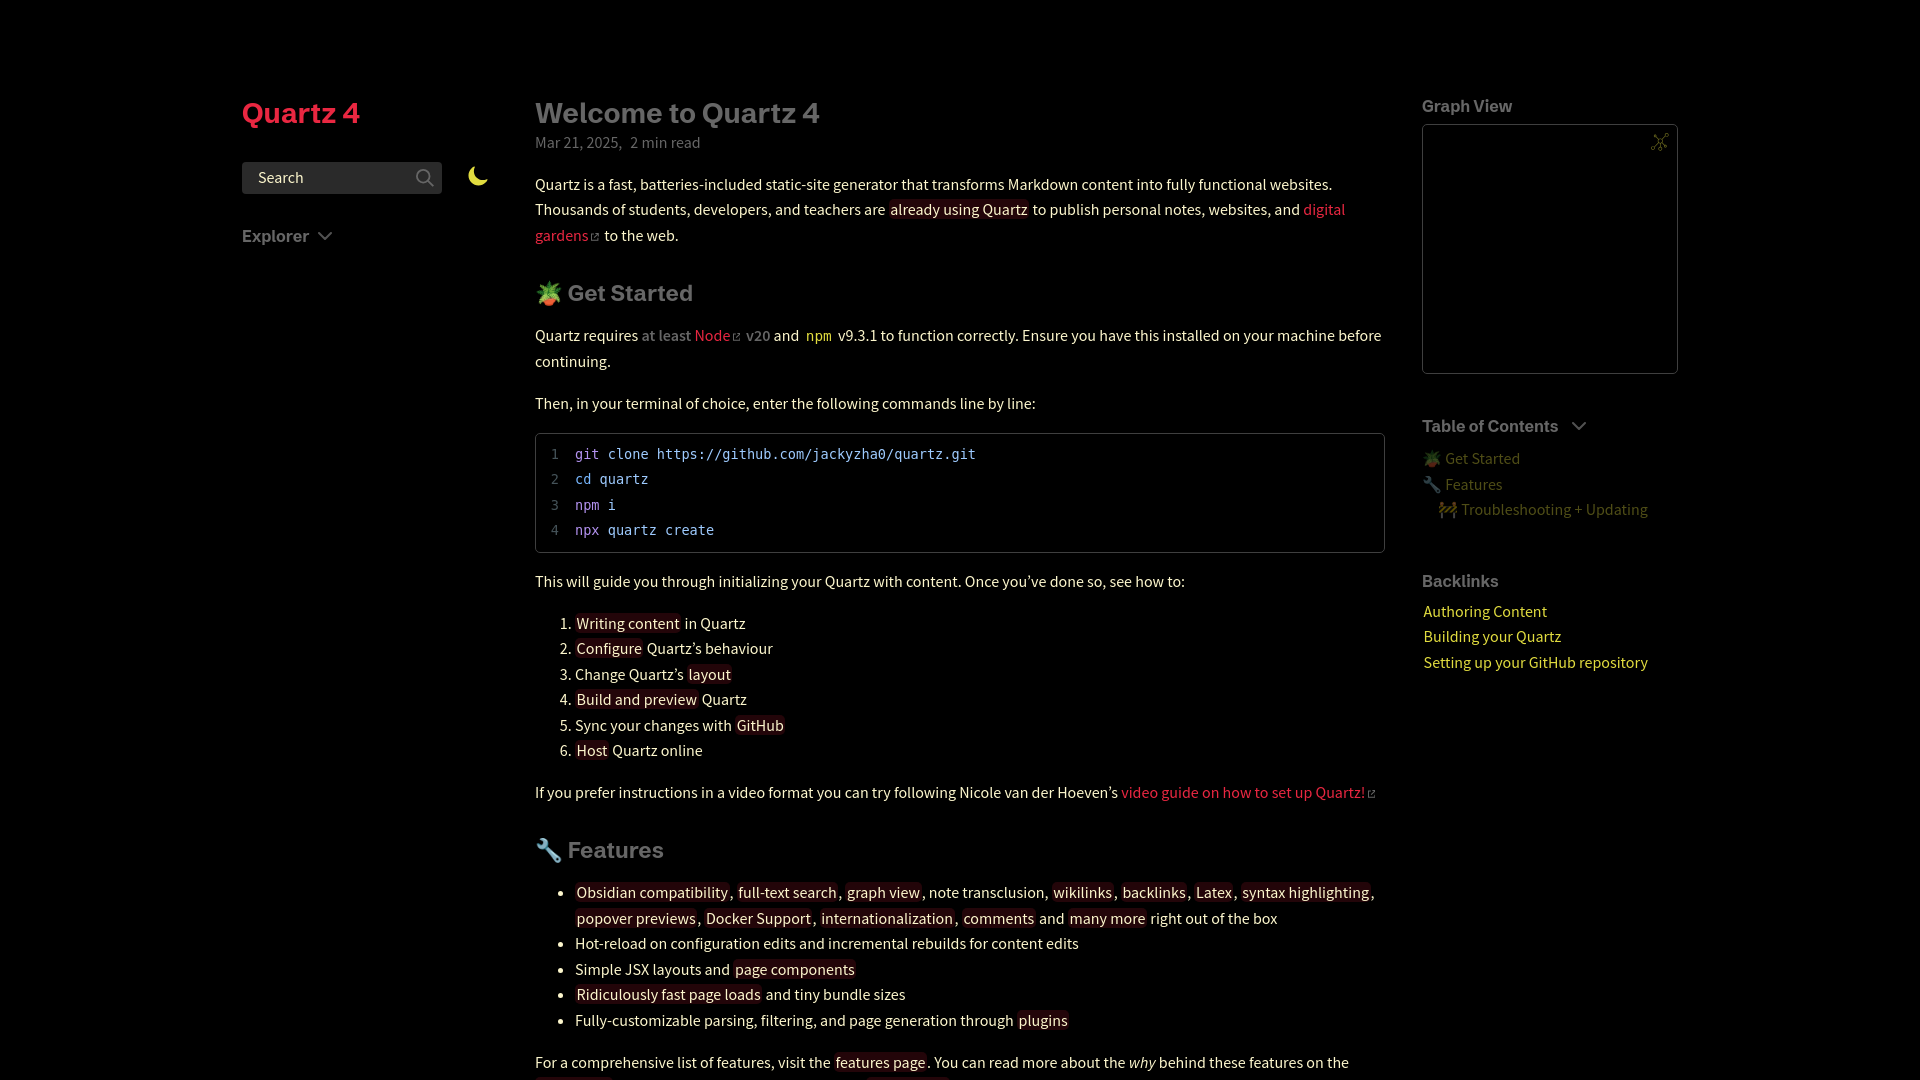 Quartz 4
Search
Explorer
Welcome to Quartz 4
Mar 21, 2025, 2 min read
Quartz is a fast, batteries-included static-site generator that transforms Markdown content into fully functional websites.
Thousands of students, developers, and teachers are already using Quartz to publish personal notes, websites, and digital
gardens to the web.
🪴 Get Started
Quartz requires at least Node v20 and npm v9.3.1 to function correctly. Ensure you have this installed on your machine before
continuing.
Then, in your terminal of choice, enter the following commands line by line:
1 git clone https://github.com/jackyzha0/quartz.git
2 cd quartz
3 npm i
4 npx quartz create
This will guide you through initializing your Quartz with content. Once you’ve done so, see how to:
1. Writing content in Quartz
2. Configure Quartz’s behaviour
3. Change Quartz’s layout
4. Build and preview Quartz
5. Sync your changes with GitHub
6. Host Quartz online
If you prefer instructions in a video format you can try following Nicole van der Hoeven’s video guide on how to set up Quartz!
🔧 Features
• Obsidian compatibility, full-text search, graph view, note transclusion, wikilinks, backlinks, Latex, syntax highlighting,
popover previews, Docker Support, internationalization, comments and many more right out of the box
• Hot-reload on configuration edits and incremental rebuilds for content edits
• Simple JSX layouts and page components
• Ridiculously fast page loads and tiny bundle sizes
• Fully-customizable parsing, filtering, and page generation through plugins
For a comprehensive list of features, visit the features page. You can read more about the why behind these features on the
Graph View
Table of Contents
🪴 Get Started
🔧 Features
🚧 Troubleshooting + Updating
Backlinks
Authoring Content
Building your Quartz
Setting up your GitHub repository